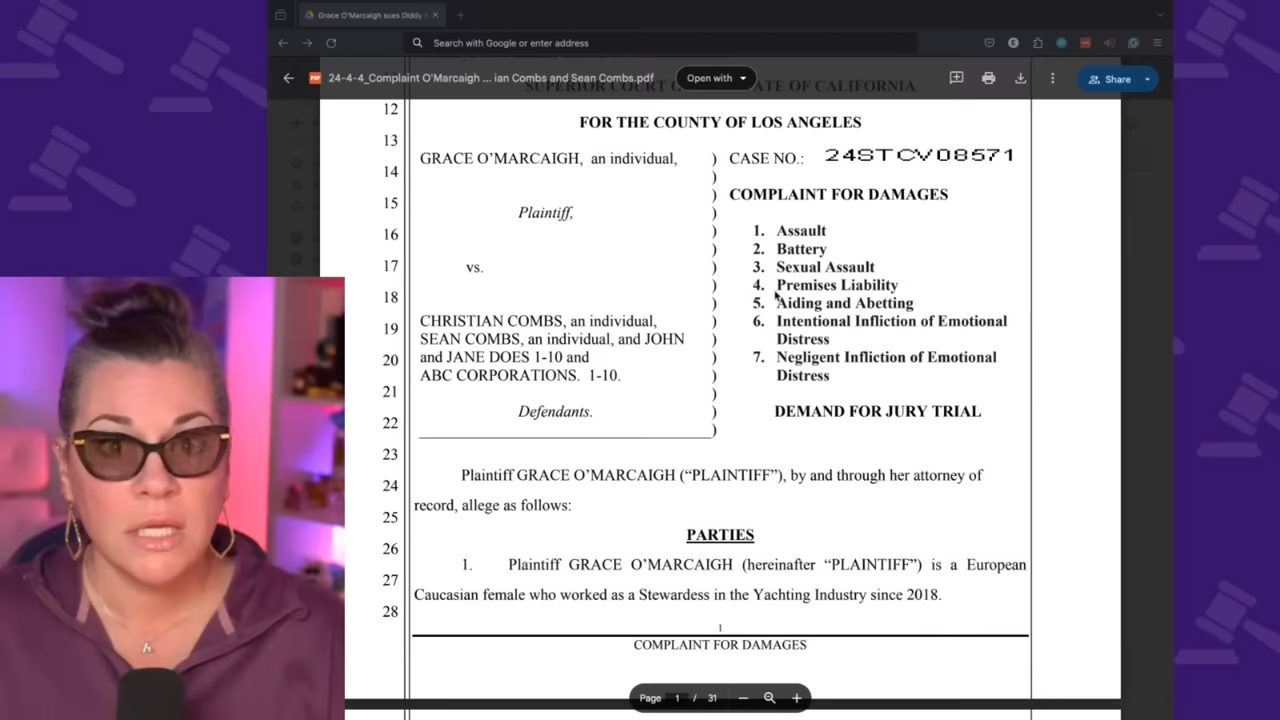 Grace O'Marcaigh sues Diddy
Search with Google or enter address
24-4-4_Complaint O'Marcaigh ... ian Combs and Sean Combs.pdf
Open with
Share
SUPERIOR COURT OF STATE OF CALIFORNIA
12
FOR THE COUNTY OF LOS ANGELES
13
GRACE O'MARCAIGH, an individual, ) CASE NO.: 24STCV08571
14
)
) COMPLAINT FOR DAMAGES
15
Plaintiff, )
) 1. Assault
16
) 2. Battery
17
vs. ) 3. Sexual Assault
) 4. Premises Liability
18
) 5. Aiding and Abetting
CHRISTIAN COMBS, an individual, ) 6. Intentional Infliction of Emotional
19
SEAN COMBS, an individual, and JOHN ) Distress
20
and JANE DOES 1-10 and ) 7. Negligent Infliction of Emotional
ABC CORPORATIONS. 1-10. ) Distress
21
)
Defendants. ) DEMAND FOR JURY TRIAL
22
)
23
Plaintiff GRACE O'MARCAIGH (“PLAINTIFF”), by and through her attorney of
24
record, allege as follows:
25
PARTIES
26
1. Plaintiff GRACE O'MARCAIGH (hereinafter “PLAINTIFF”) is a European
27
Caucasian female who worked as a Stewardess in the Yachting Industry since 2018.
28
1
COMPLAINT FOR DAMAGES
Page 1 / 31